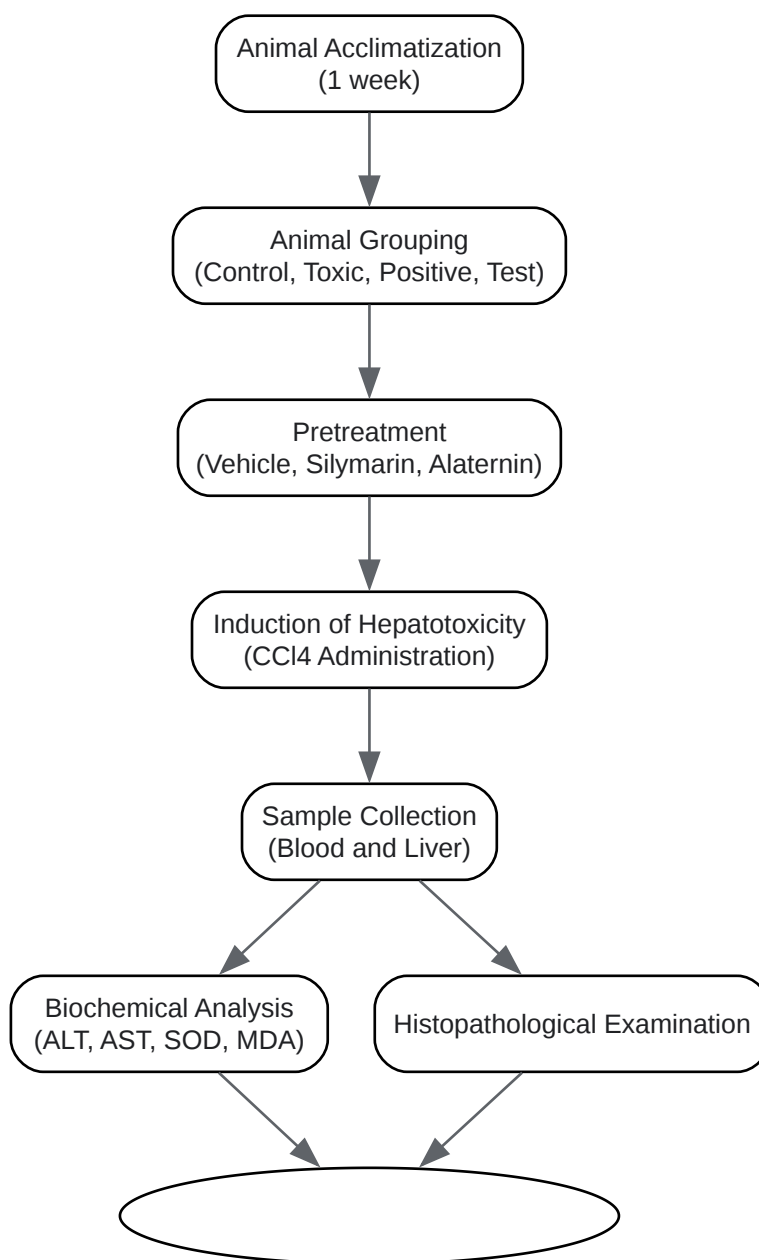 Animal Acclimatization
(1 week)
Animal Grouping
(Control, Toxic, Positive, Test)
Pretreatment
(Vehicle, Silymarin, Alaternin)
Induction of Hepatotoxicity
(CCl4 Administration)
Sample Collection
(Blood and Liver)
Biochemical Analysis
(ALT, AST, SOD, MDA)
Histopathological Examination